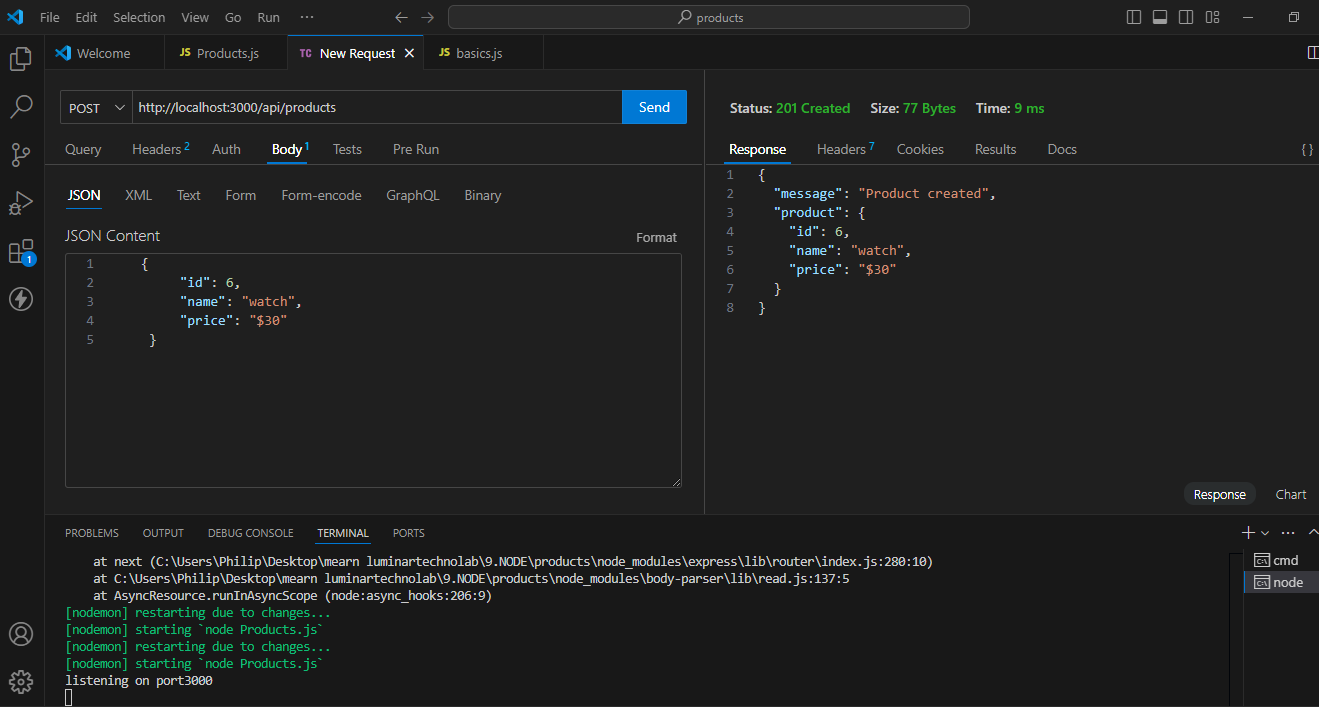 File Edit Selection View Go Run ··· products
Welcome JS Products.js TC New Request JS basics.js
POST http://localhost:3000/api/products Send
Query Headers 2 Auth Body 1 Tests Pre Run
JSON XML Text Form Form-encode GraphQL Binary
JSON Content Format
1 {
2 "id": 6,
3 "name": "watch",
4 "price": "$30"
5 }
Status: 201 Created Size: 77 Bytes Time: 9 ms
Response Headers 7 Cookies Results Docs { }
1 {
2 "message": "Product created",
3 "product": {
4 "id": 6,
5 "name": "watch",
6 "price": "$30"
7 }
8 }
Response Chart
1
PROBLEMS OUTPUT DEBUG CONSOLE TERMINAL PORTS
at next (C:\Users\Philip\Desktop\mearn luminartechnolab\9.NODE\products\node_modules\express\lib\router\index.js:280:10)
at C:\Users\Philip\Desktop\mearn luminartechnolab\9.NODE\products\node_modules\body-parser\lib\read.js:137:5
at AsyncResource.runInAsyncScope (node:async_hooks:206:9)
[nodemon] restarting due to changes...
[nodemon] starting `node Products.js`
[nodemon] restarting due to changes...
[nodemon] starting `node Products.js`
listening on port3000
cmd
node